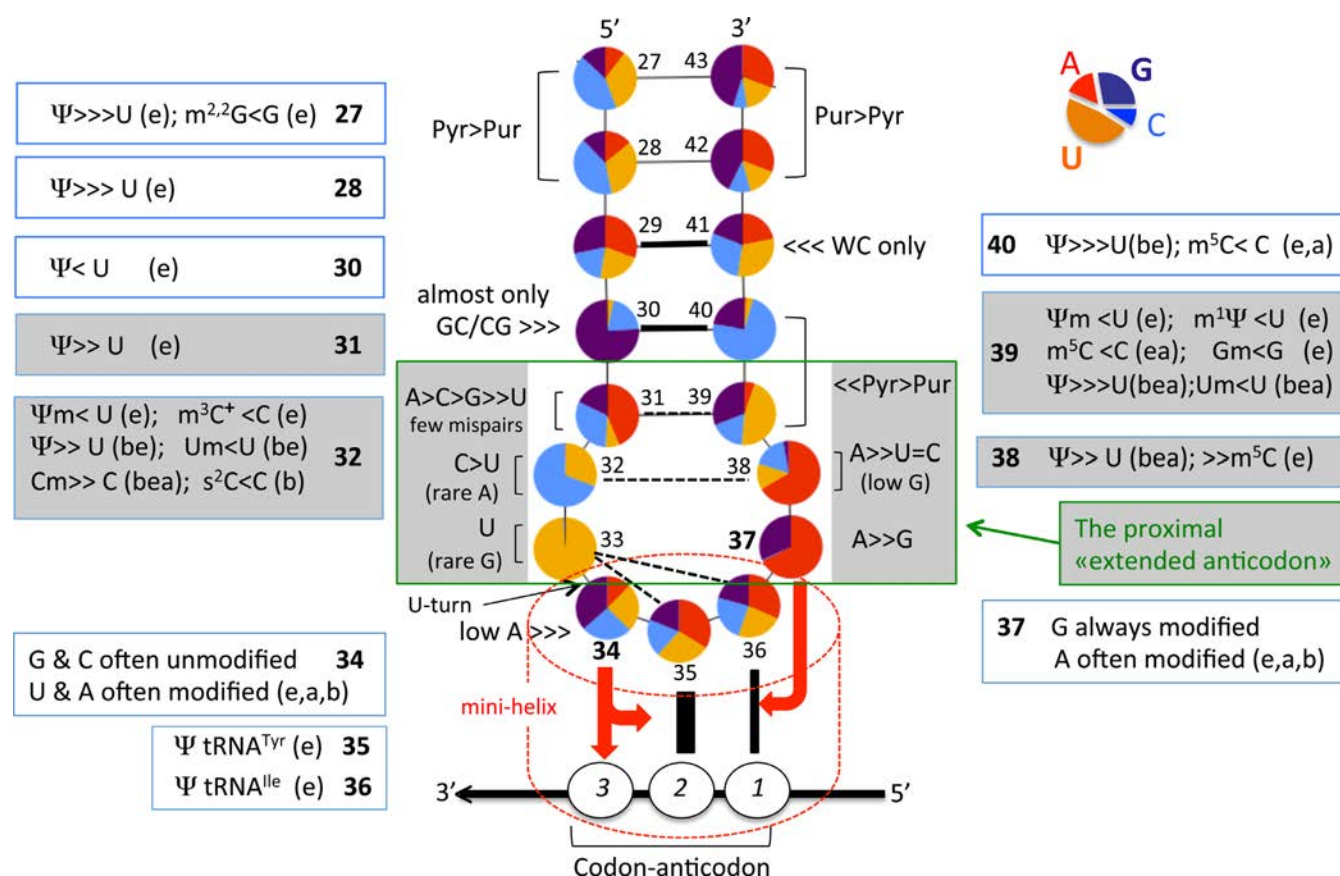 5’ 3’
27 43
28 42
29 41
30 40
31 39
32 38
33 37
34 35 36
Pyr>Pur
Pur>Pyr
A G
U C
Ψ>>>U (e); m²,²G<G (e) 27
Ψ>>> U (e) 28
Ψ< U (e) 30
Ψ>> U (e) 31
Ψm< U (e); m³C⁺ <C (e)
Ψ>> U (be); Um<U (be) 32
Cm>> C (bea); s²C<C (b)
G & C often unmodified 34
U & A often modified (e,a,b)
Ψ tRNAᵀʸʳ (e) 35
Ψ tRNAᴵˡᵉ (e) 36
<<< WC only
almost only
GC/CG >>>
A>C>G>>U
few mispairs
C>U
(rare A)
U
(rare G)
<<Pyr>Pur
A>>U=C
(low G)
A>>G
U-turn
low A >>>
mini-helix
3’ 3 2 1 5’
Codon-anticodon
40 Ψ>>>U(be); m⁵C< C (e,a)
Ψm <U (e); m¹Ψ <U (e)
39 m⁵C <C (ea); Gm<G (e)
Ψ>>>U(bea);Um<U (bea)
38 Ψ>> U (bea); >>m⁵C (e)
The proximal
«extended anticodon»
37 G always modified
A often modified (e,a,b)